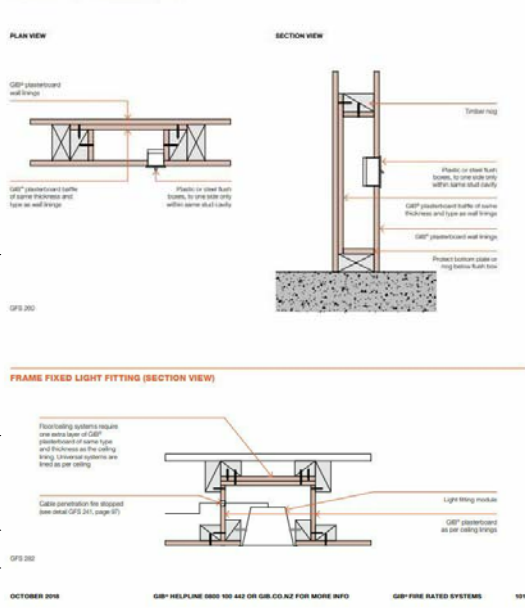 PLAN VIEW
SECTION VIEW
GIB® plasterboard
wall linings
Timber nog
GIB® plasterboard baffle
of same thickness and
type as wall linings
Plastic or steel flush
boxes, to one side only
within same stud cavity
Plastic or steel flush
boxes, to one side only
within same stud cavity
GIB® plasterboard baffle of same
thickness and type as wall linings
GIB® plasterboard wall linings
Protect bottom plate or
nog below flush box
GFS 260
FRAME FIXED LIGHT FITTING (SECTION VIEW)
Floor/ceiling systems require
one extra layer of GIB®
plasterboard of same type
and thickness as the ceiling
lining. Universal systems are
lined as per ceiling
Cable penetration fire stopped
(see detail GFS 241, page 97)
Light fitting module
GIB® plasterboard
as per ceiling linings
GFS 262
OCTOBER 2018
GIB® HELPLINE 0800 100 442 OR GIB.CO.NZ FOR MORE INFO
GIB® FIRE RATED SYSTEMS
101